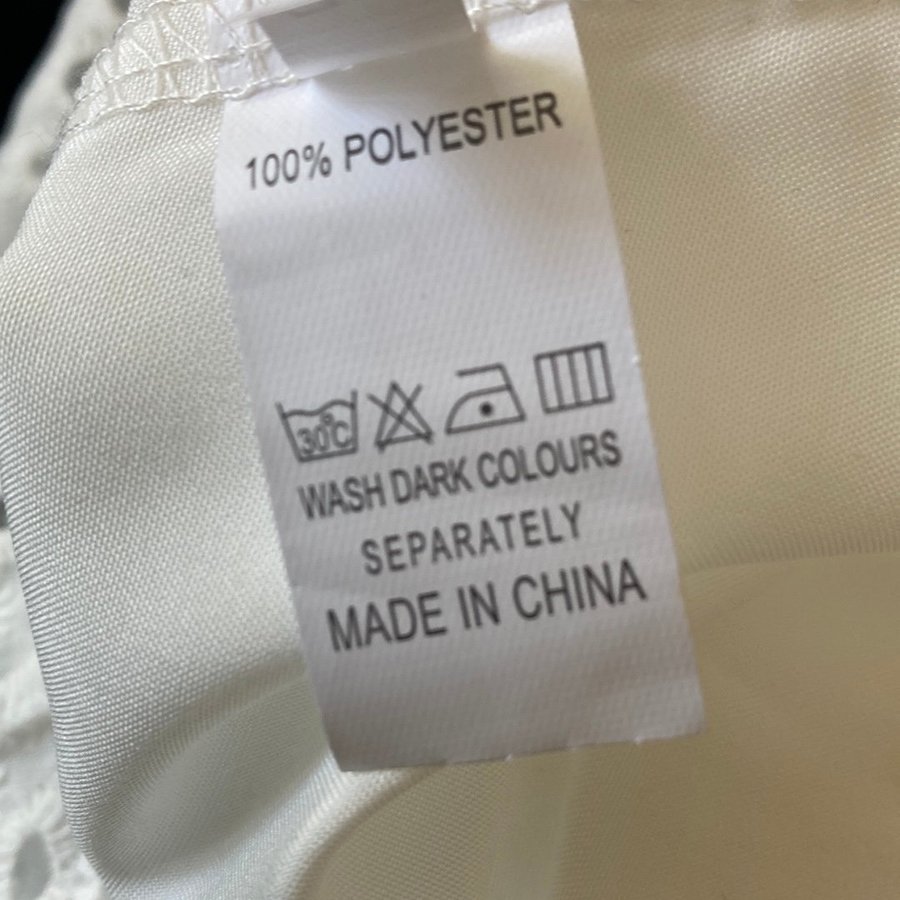 100% POLYESTER
30°C
WASH DARK COLOURS
SEPARATELY
MADE IN CHINA